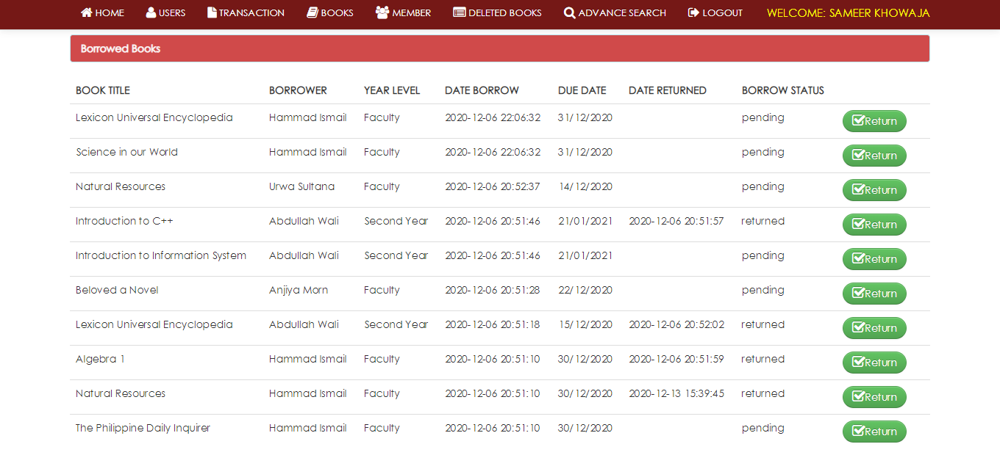 HOME USERS TRANSACTION BOOKS MEMBER DELETED BOOKS ADVANCE SEARCH LOGOUT WELCOME: SAMEER KHOWAJA
Borrowed Books
BOOK TITLE BORROWER YEAR LEVEL DATE BORROW DUE DATE DATE RETURNED BORROW STATUS
Lexicon Universal Encyclopedia Hammad Ismail Faculty 2020-12-06 22:06:32 31/12/2020 pending Return
Science in our World Hammad Ismail Faculty 2020-12-06 22:06:32 31/12/2020 pending Return
Natural Resources Urwa Sultana Faculty 2020-12-06 20:52:37 14/12/2020 pending Return
Introduction to C++ Abdullah Wali Second Year 2020-12-06 20:51:46 21/01/2021 2020-12-06 20:51:57 returned Return
Introduction to Information System Abdullah Wali Second Year 2020-12-06 20:51:46 21/01/2021 pending Return
Beloved a Novel Anjiya Morn Faculty 2020-12-06 20:51:28 22/12/2020 pending Return
Lexicon Universal Encyclopedia Abdullah Wali Second Year 2020-12-06 20:51:18 15/12/2020 2020-12-06 20:52:02 returned Return
Algebra 1 Hammad Ismail Faculty 2020-12-06 20:51:10 30/12/2020 2020-12-06 20:51:59 returned Return
Natural Resources Hammad Ismail Faculty 2020-12-06 20:51:10 30/12/2020 2020-12-13 15:39:45 returned Return
The Philippine Daily Inquirer Hammad Ismail Faculty 2020-12-06 20:51:10 30/12/2020 pending Return